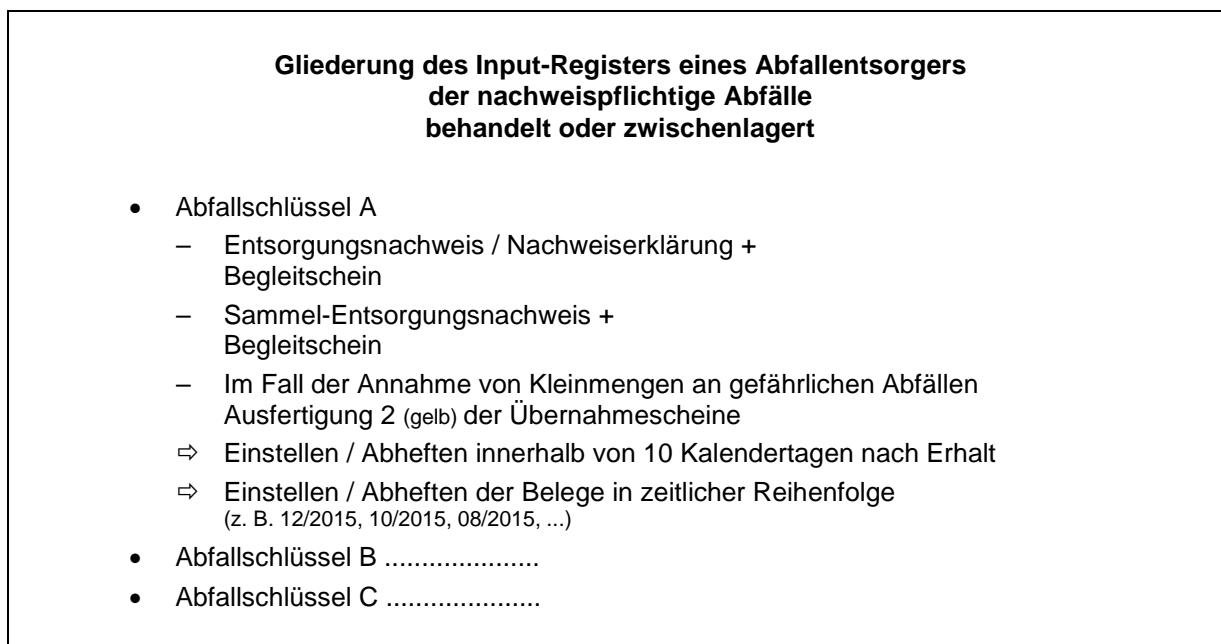 Gliederung des Input-Registers eines Abfallentsorgers
der nachweispflichtige Abfälle
behandelt oder zwischenlagert
• Abfallschlüssel A
– Entsorgungsnachweis / Nachweiserklärung +
Begleitschein
– Sammel-Entsorgungsnachweis +
Begleitschein
– Im Fall der Annahme von Kleinmengen an gefährlichen Abfällen
Ausfertigung 2 (gelb) der Übernahmescheine
⇨ Einstellen / Abheften innerhalb von 10 Kalendertagen nach Erhalt
⇨ Einstellen / Abheften der Belege in zeitlicher Reihenfolge
(z. B. 12/2015, 10/2015, 08/2015, ...)
• Abfallschlüssel B .....................
• Abfallschlüssel C .....................